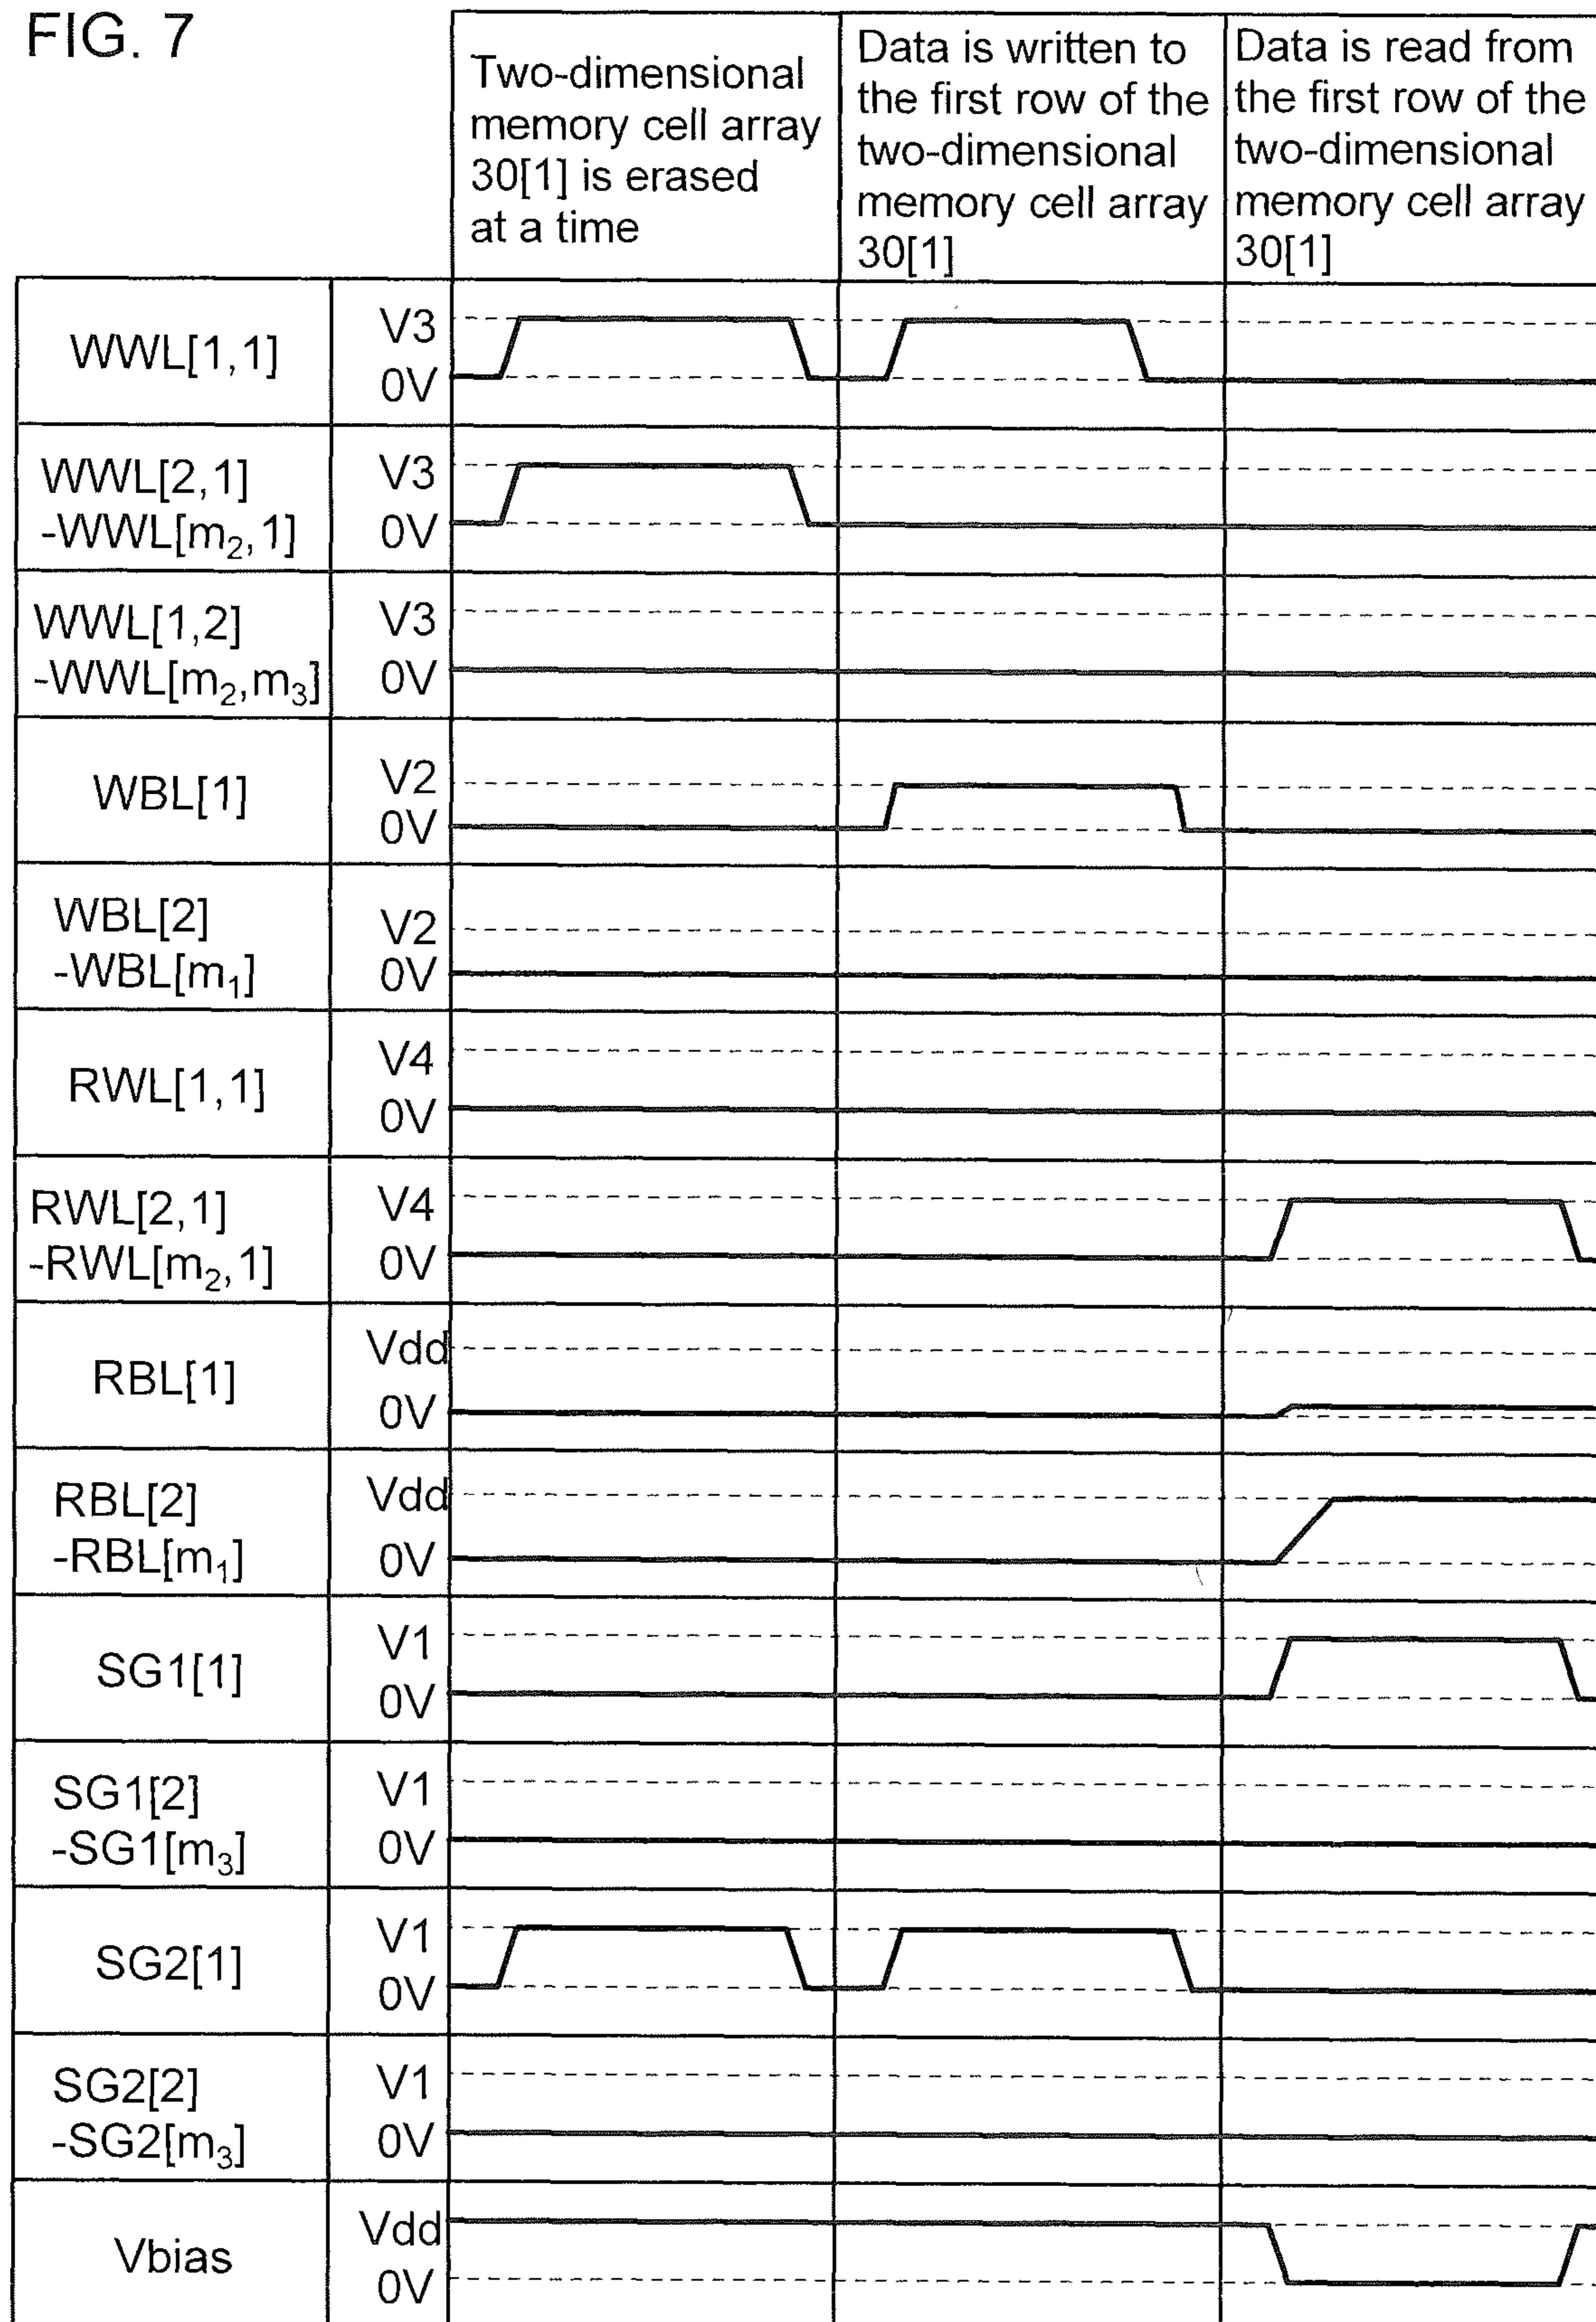 FIG. 7
Two-dimensional
memory cell array
30[1] is erased
at a time
Data is written to
the first row of the
two-dimensional
memory cell array
30[1]
Data is read from
the first row of the
two-dimensional
memory cell array
30[1]
WWL[1,1]
V3
0V
WWL[2,1]
-WWL[m₂,1]
V3
0V
WWL[1,2]
-WWL[m₂,m₃]
V3
0V
WBL[1]
V2
0V
WBL[2]
-WBL[m₁]
V2
0V
RWL[1,1]
V4
0V
RWL[2,1]
-RWL[m₂,1]
V4
0V
RBL[1]
Vdd
0V
RBL[2]
-RBL[m₁]
Vdd
0V
SG1[1]
V1
0V
SG1[2]
-SG1[m₃]
V1
0V
SG2[1]
V1
0V
SG2[2]
-SG2[m₃]
V1
0V
Vbias
Vdd
0V